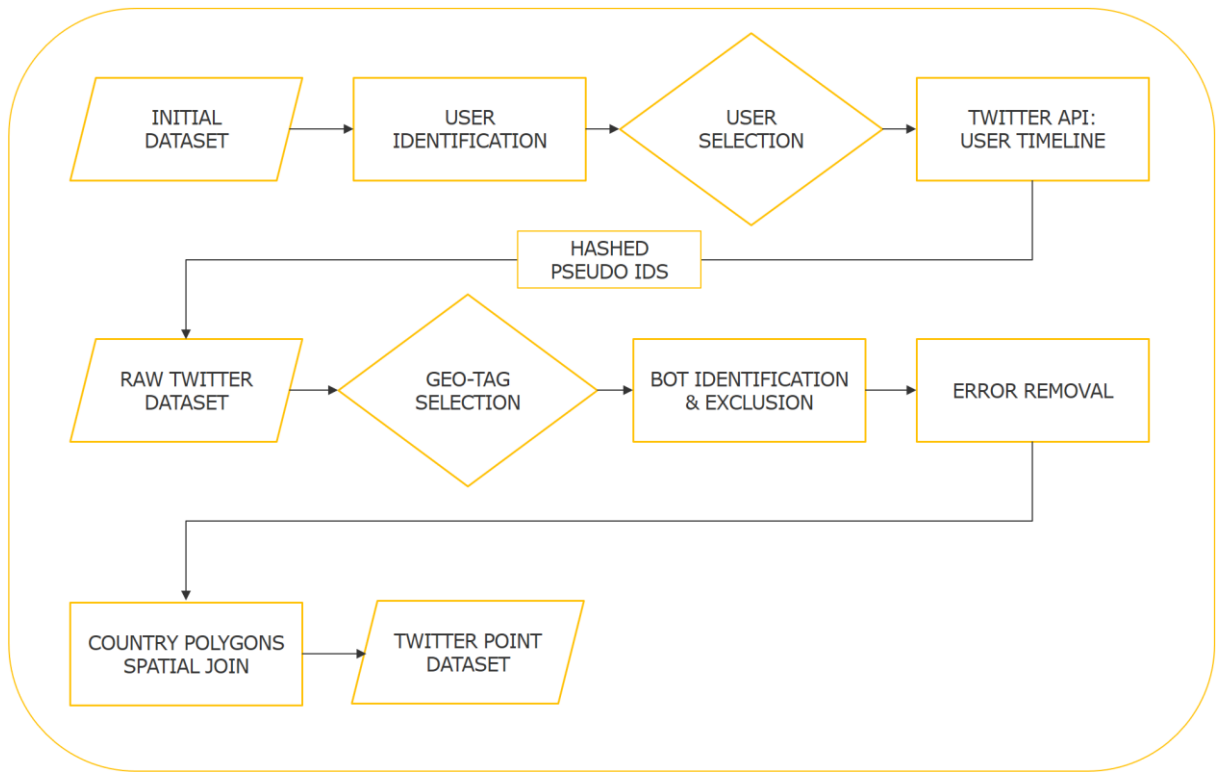 INITIAL
DATASET
USER
IDENTIFICATION
USER
SELECTION
TWITTER API:
USER TIMELINE
HASHED
PSEUDO IDS
RAW TWITTER
DATASET
GEO-TAG
SELECTION
BOT IDENTIFICATION
& EXCLUSION
ERROR REMOVAL
COUNTRY POLYGONS
SPATIAL JOIN
TWITTER POINT
DATASET